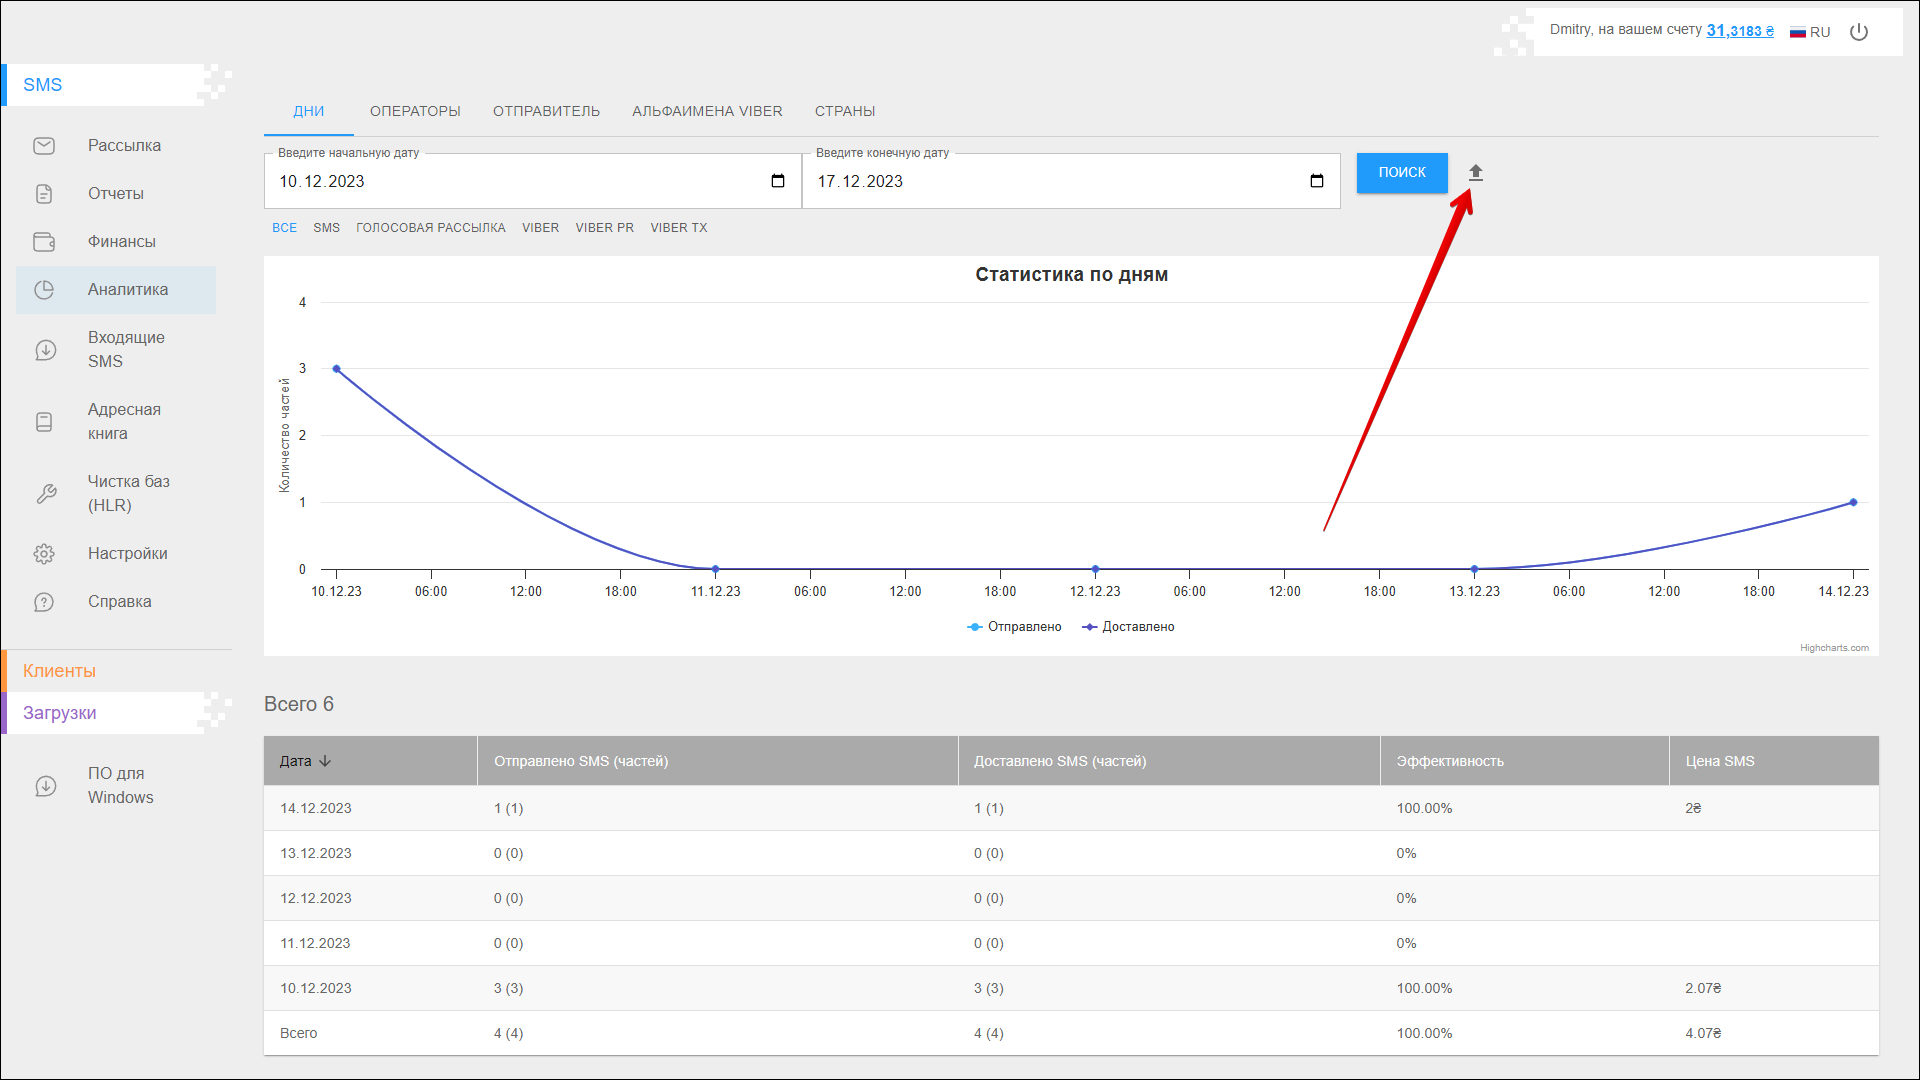 Dmitry, на вашем счету 31,3183 ₴ RU
SMS
Рассылка
Отчеты
Финансы
Аналитика
Входящие
SMS
Адресная
книга
Чистка баз
(HLR)
Настройки
Справка
Клиенты
Загрузки
ПО для
Windows
ДНИ ОПЕРАТОРЫ ОТПРАВИТЕЛЬ АЛЬФАИМЕНА VIBER СТРАНЫ
Введите начальную дату
10.12.2023
Введите конечную дату
17.12.2023
ПОИСК
ВСЕ SMS ГОЛОСОВАЯ РАССЫЛКА VIBER VIBER PR VIBER TX
Статистика по дням
Количество частей
4
3
2
1
0
10.12.23 06:00 12:00 18:00 11.12.23 06:00 12:00 18:00 12.12.23 06:00 12:00 18:00 13.12.23 06:00 12:00 18:00 14.12.23
Отправлено Доставлено
Highcharts.com
Всего 6
Дата Отправлено SMS (частей) Доставлено SMS (частей) Эффективность Цена SMS
14.12.2023 1 (1) 1 (1) 100.00% 2₴
13.12.2023 0 (0) 0 (0) 0%
12.12.2023 0 (0) 0 (0) 0%
11.12.2023 0 (0) 0 (0) 0%
10.12.2023 3 (3) 3 (3) 100.00% 2.07₴
Всего 4 (4) 4 (4) 100.00% 4.07₴